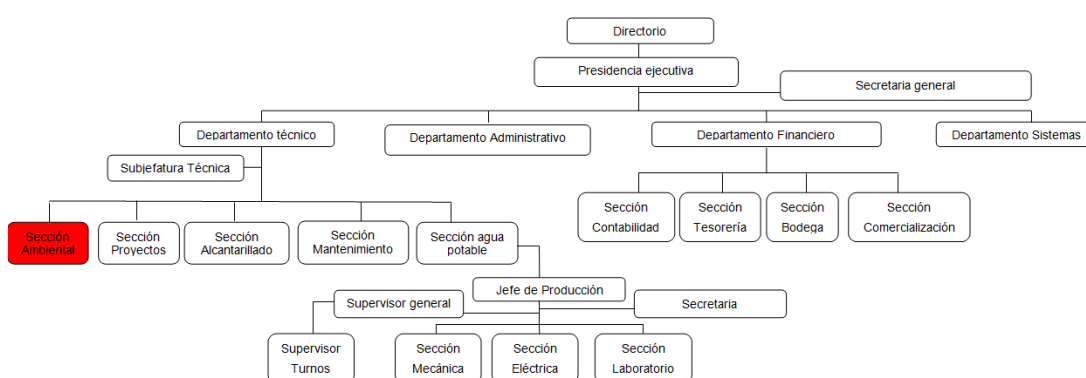 Directorio
Presidencia ejecutiva
Secretaria general
Departamento técnico
Departamento Administrativo
Departamento Financiero
Departamento Sistemas
Subjefatura Técnica
Sección
Ambiental
Sección
Proyectos
Sección
Alcantarillado
Sección
Mantenimiento
Sección agua
potable
Sección
Contabilidad
Sección
Tesorería
Sección
Bodega
Sección
Comercialización
Jefe de Producción
Supervisor general
Secretaria
Supervisor
Turnos
Sección
Mecánica
Sección
Eléctrica
Sección
Laboratorio